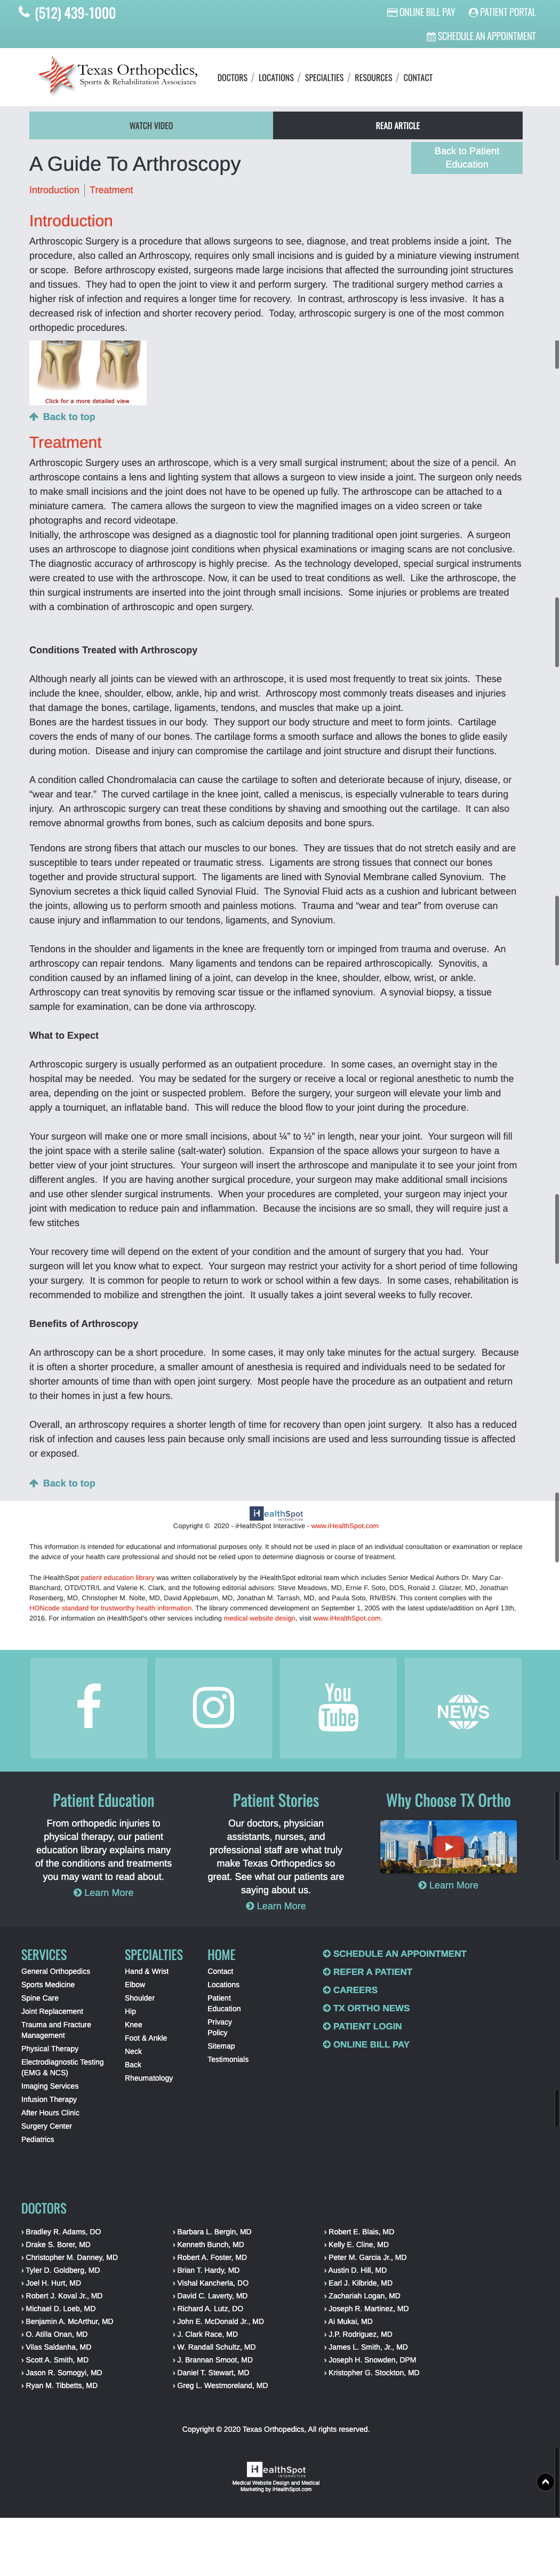 (512) 439-1000
ONLINE BILL PAY
PATIENT PORTAL
SCHEDULE AN APPOINTMENT
Texas Orthopedics,
Sports & Rehabilitation Associates
DOCTORS / LOCATIONS / SPECIALTIES / RESOURCES / CONTACT
WATCH VIDEO
READ ARTICLE
Back to Patient
Education
A Guide To Arthroscopy
Introduction | Treatment
Introduction
Arthroscopic Surgery is a procedure that allows surgeons to see, diagnose, and treat problems inside a joint.  The
procedure, also called an Arthroscopy, requires only small incisions and is guided by a miniature viewing instrument
or scope.  Before arthroscopy existed, surgeons made large incisions that affected the surrounding joint structures
and tissues.  They had to open the joint to view it and perform surgery.  The traditional surgery method carries a
higher risk of infection and requires a longer time for recovery.  In contrast, arthroscopy is less invasive.  It has a
decreased risk of infection and shorter recovery period.  Today, arthroscopic surgery is one of the most common
orthopedic procedures.
Click for a more detailed view
Back to top
Treatment
Arthroscopic Surgery uses an arthroscope, which is a very small surgical instrument; about the size of a pencil.  An
arthroscope contains a lens and lighting system that allows a surgeon to view inside a joint. The surgeon only needs
to make small incisions and the joint does not have to be opened up fully. The arthroscope can be attached to a
miniature camera.  The camera allows the surgeon to view the magnified images on a video screen or take
photographs and record videotape.
Initially, the arthroscope was designed as a diagnostic tool for planning traditional open joint surgeries.  A surgeon
uses an arthroscope to diagnose joint conditions when physical examinations or imaging scans are not conclusive.
The diagnostic accuracy of arthroscopy is highly precise.  As the technology developed, special surgical instruments
were created to use with the arthroscope. Now, it can be used to treat conditions as well.  Like the arthroscope, the
thin surgical instruments are inserted into the joint through small incisions.  Some injuries or problems are treated
with a combination of arthroscopic and open surgery.
Conditions Treated with Arthroscopy
Although nearly all joints can be viewed with an arthroscope, it is used most frequently to treat six joints.  These
include the knee, shoulder, elbow, ankle, hip and wrist.  Arthroscopy most commonly treats diseases and injuries
that damage the bones, cartilage, ligaments, tendons, and muscles that make up a joint.
Bones are the hardest tissues in our body.  They support our body structure and meet to form joints.  Cartilage
covers the ends of many of our bones. The cartilage forms a smooth surface and allows the bones to glide easily
during motion.  Disease and injury can compromise the cartilage and joint structure and disrupt their functions.
A condition called Chondromalacia can cause the cartilage to soften and deteriorate because of injury, disease, or
“wear and tear.”  The curved cartilage in the knee joint, called a meniscus, is especially vulnerable to tears during
injury.  An arthroscopic surgery can treat these conditions by shaving and smoothing out the cartilage.  It can also
remove abnormal growths from bones, such as calcium deposits and bone spurs.
Tendons are strong fibers that attach our muscles to our bones.  They are tissues that do not stretch easily and are
susceptible to tears under repeated or traumatic stress.  Ligaments are strong tissues that connect our bones
together and provide structural support.  The ligaments are lined with Synovial Membrane called Synovium.  The
Synovium secretes a thick liquid called Synovial Fluid.  The Synovial Fluid acts as a cushion and lubricant between
the joints, allowing us to perform smooth and painless motions.  Trauma and “wear and tear” from overuse can
cause injury and inflammation to our tendons, ligaments, and Synovium.
Tendons in the shoulder and ligaments in the knee are frequently torn or impinged from trauma and overuse.  An
arthroscopy can repair tendons.  Many ligaments and tendons can be repaired arthroscopically.  Synovitis, a
condition caused by an inflamed lining of a joint, can develop in the knee, shoulder, elbow, wrist, or ankle.
Arthroscopy can treat synovitis by removing scar tissue or the inflamed synovium.  A synovial biopsy, a tissue
sample for examination, can be done via arthroscopy.
What to Expect
Arthroscopic surgery is usually performed as an outpatient procedure.  In some cases, an overnight stay in the
hospital may be needed.  You may be sedated for the surgery or receive a local or regional anesthetic to numb the
area, depending on the joint or suspected problem.  Before the surgery, your surgeon will elevate your limb and
apply a tourniquet, an inflatable band.  This will reduce the blood flow to your joint during the procedure.
Your surgeon will make one or more small incisions, about ¼” to ½” in length, near your joint.  Your surgeon will fill
the joint space with a sterile saline (salt-water) solution.  Expansion of the space allows your surgeon to have a
better view of your joint structures.  Your surgeon will insert the arthroscope and manipulate it to see your joint from
different angles.  If you are having another surgical procedure, your surgeon may make additional small incisions
and use other slender surgical instruments.  When your procedures are completed, your surgeon may inject your
joint with medication to reduce pain and inflammation.  Because the incisions are so small, they will require just a
few stitches
Your recovery time will depend on the extent of your condition and the amount of surgery that you had.  Your
surgeon will let you know what to expect.  Your surgeon may restrict your activity for a short period of time following
surgery.  It is common for people to return to work or school within a few days.  In some cases, rehabilitation is
recommended to mobilize and strengthen the joint.  It usually takes a joint several weeks to fully recover.
Benefits of Arthroscopy
An arthroscopy can be a short procedure.  In some cases, it may only take minutes for the actual surgery.  Because
it is often a shorter procedure, a smaller amount of anesthesia is required and individuals need to be sedated for
shorter amounts of time than with open joint surgery.  Most people have the procedure as an outpatient and return
to their homes in just a few hours.
Overall, an arthroscopy requires a shorter length of time for recovery than open joint surgery.  It also has a reduced
risk of infection and causes less pain because only small incisions are used and less surrounding tissue is affected
or exposed.
Back to top
iHealthSpot
INTERACTIVE
Copyright ©  2020 - iHealthSpot Interactive - www.iHealthSpot.com
This information is intended for educational and informational purposes only. It should not be used in place of an individual consultation or examination or replace
the advice of your health care professional and should not be relied upon to determine diagnosis or course of treatment.
The iHealthSpot patient education library was written collaboratively by the iHealthSpot editorial team which includes Senior Medical Authors Dr. Mary Car-
Blanchard, OTD/OTR/L and Valerie K. Clark, and the following editorial advisors: Steve Meadows, MD, Ernie F. Soto, DDS, Ronald J. Glatzer, MD, Jonathan
Rosenberg, MD, Christopher M. Nolte, MD, David Applebaum, MD, Jonathan M. Tarrash, MD, and Paula Soto, RN/BSN. This content complies with the
HONcode standard for trustworthy health information. The library commenced development on September 1, 2005 with the latest update/addition on April 13th,
2016. For information on iHealthSpot's other services including medical website design, visit www.iHealthSpot.com.
You
Tube
NEWS
Patient Education
From orthopedic injuries to
physical therapy, our patient
education library explains many
of the conditions and treatments
you may want to read about.
Learn More
Patient Stories
Our doctors, physician
assistants, nurses, and
professional staff are what truly
make Texas Orthopedics so
great. See what our patients are
saying about us.
Learn More
Why Choose TX Ortho
Learn More
SERVICES
General Orthopedics
Sports Medicine
Spine Care
Joint Replacement
Trauma and Fracture
Management
Physical Therapy
Electrodiagnostic Testing
(EMG & NCS)
Imaging Services
Infusion Therapy
After Hours Clinic
Surgery Center
Pediatrics
SPECIALTIES
Hand & Wrist
Elbow
Shoulder
Hip
Knee
Foot & Ankle
Neck
Back
Rheumatology
HOME
Contact
Locations
Patient
Education
Privacy
Policy
Sitemap
Testimonials
SCHEDULE AN APPOINTMENT
REFER A PATIENT
CAREERS
TX ORTHO NEWS
PATIENT LOGIN
ONLINE BILL PAY
DOCTORS
› Bradley R. Adams, DO
› Drake S. Borer, MD
› Christopher M. Danney, MD
› Tyler D. Goldberg, MD
› Joel H. Hurt, MD
› Robert J. Koval Jr., MD
› Michael D. Loeb, MD
› Benjamin A. McArthur, MD
› O. Atilla Onan, MD
› Vilas Saldanha, MD
› Scott A. Smith, MD
› Jason R. Somogyi, MD
› Ryan M. Tibbetts, MD
› Barbara L. Bergin, MD
› Kenneth Bunch, MD
› Robert A. Foster, MD
› Brian T. Hardy, MD
› Vishal Kancherla, DO
› David C. Laverty, MD
› Richard A. Lutz, DO
› John E. McDonald Jr., MD
› J. Clark Race, MD
› W. Randall Schultz, MD
› J. Brannan Smoot, MD
› Daniel T. Stewart, MD
› Greg L. Westmoreland, MD
› Robert E. Blais, MD
› Kelly E. Cline, MD
› Peter M. Garcia Jr., MD
› Austin D. Hill, MD
› Earl J. Kilbride, MD
› Zachariah Logan, MD
› Joseph R. Martinez, MD
› Ai Mukai, MD
› J.P. Rodriguez, MD
› James L. Smith, Jr., MD
› Joseph H. Snowden, DPM
› Kristopher G. Stockton, MD
Copyright © 2020 Texas Orthopedics, All rights reserved.
iHealthSpot
INTERACTIVE
Medical Website Design and Medical
Marketing by iHealthSpot.com